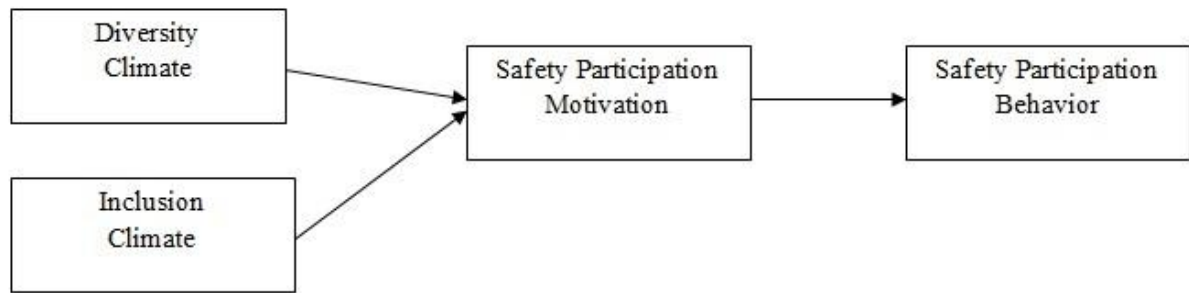 Diversity
Climate
Safety Participation
Motivation
Safety Participation
Behavior
Inclusion
Climate